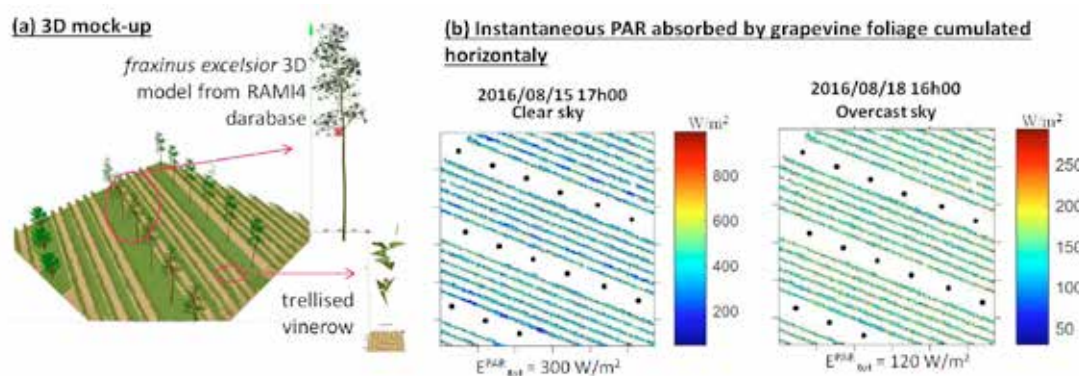 (a) 3D mock-up
fraxinus excelsior 3D
model from RAMI4
darabase
trellised
vinerow
(b) Instantaneous PAR absorbed by grapevine foliage cumulated
horizontaly
2016/08/15 17h00
Clear sky
W/m²
800
600
400
200
E^PAR_tot = 300 W/m²
2016/08/18 16h00
Overcast sky
W/m²
250
200
150
100
50
E^PAR_tot = 120 W/m²